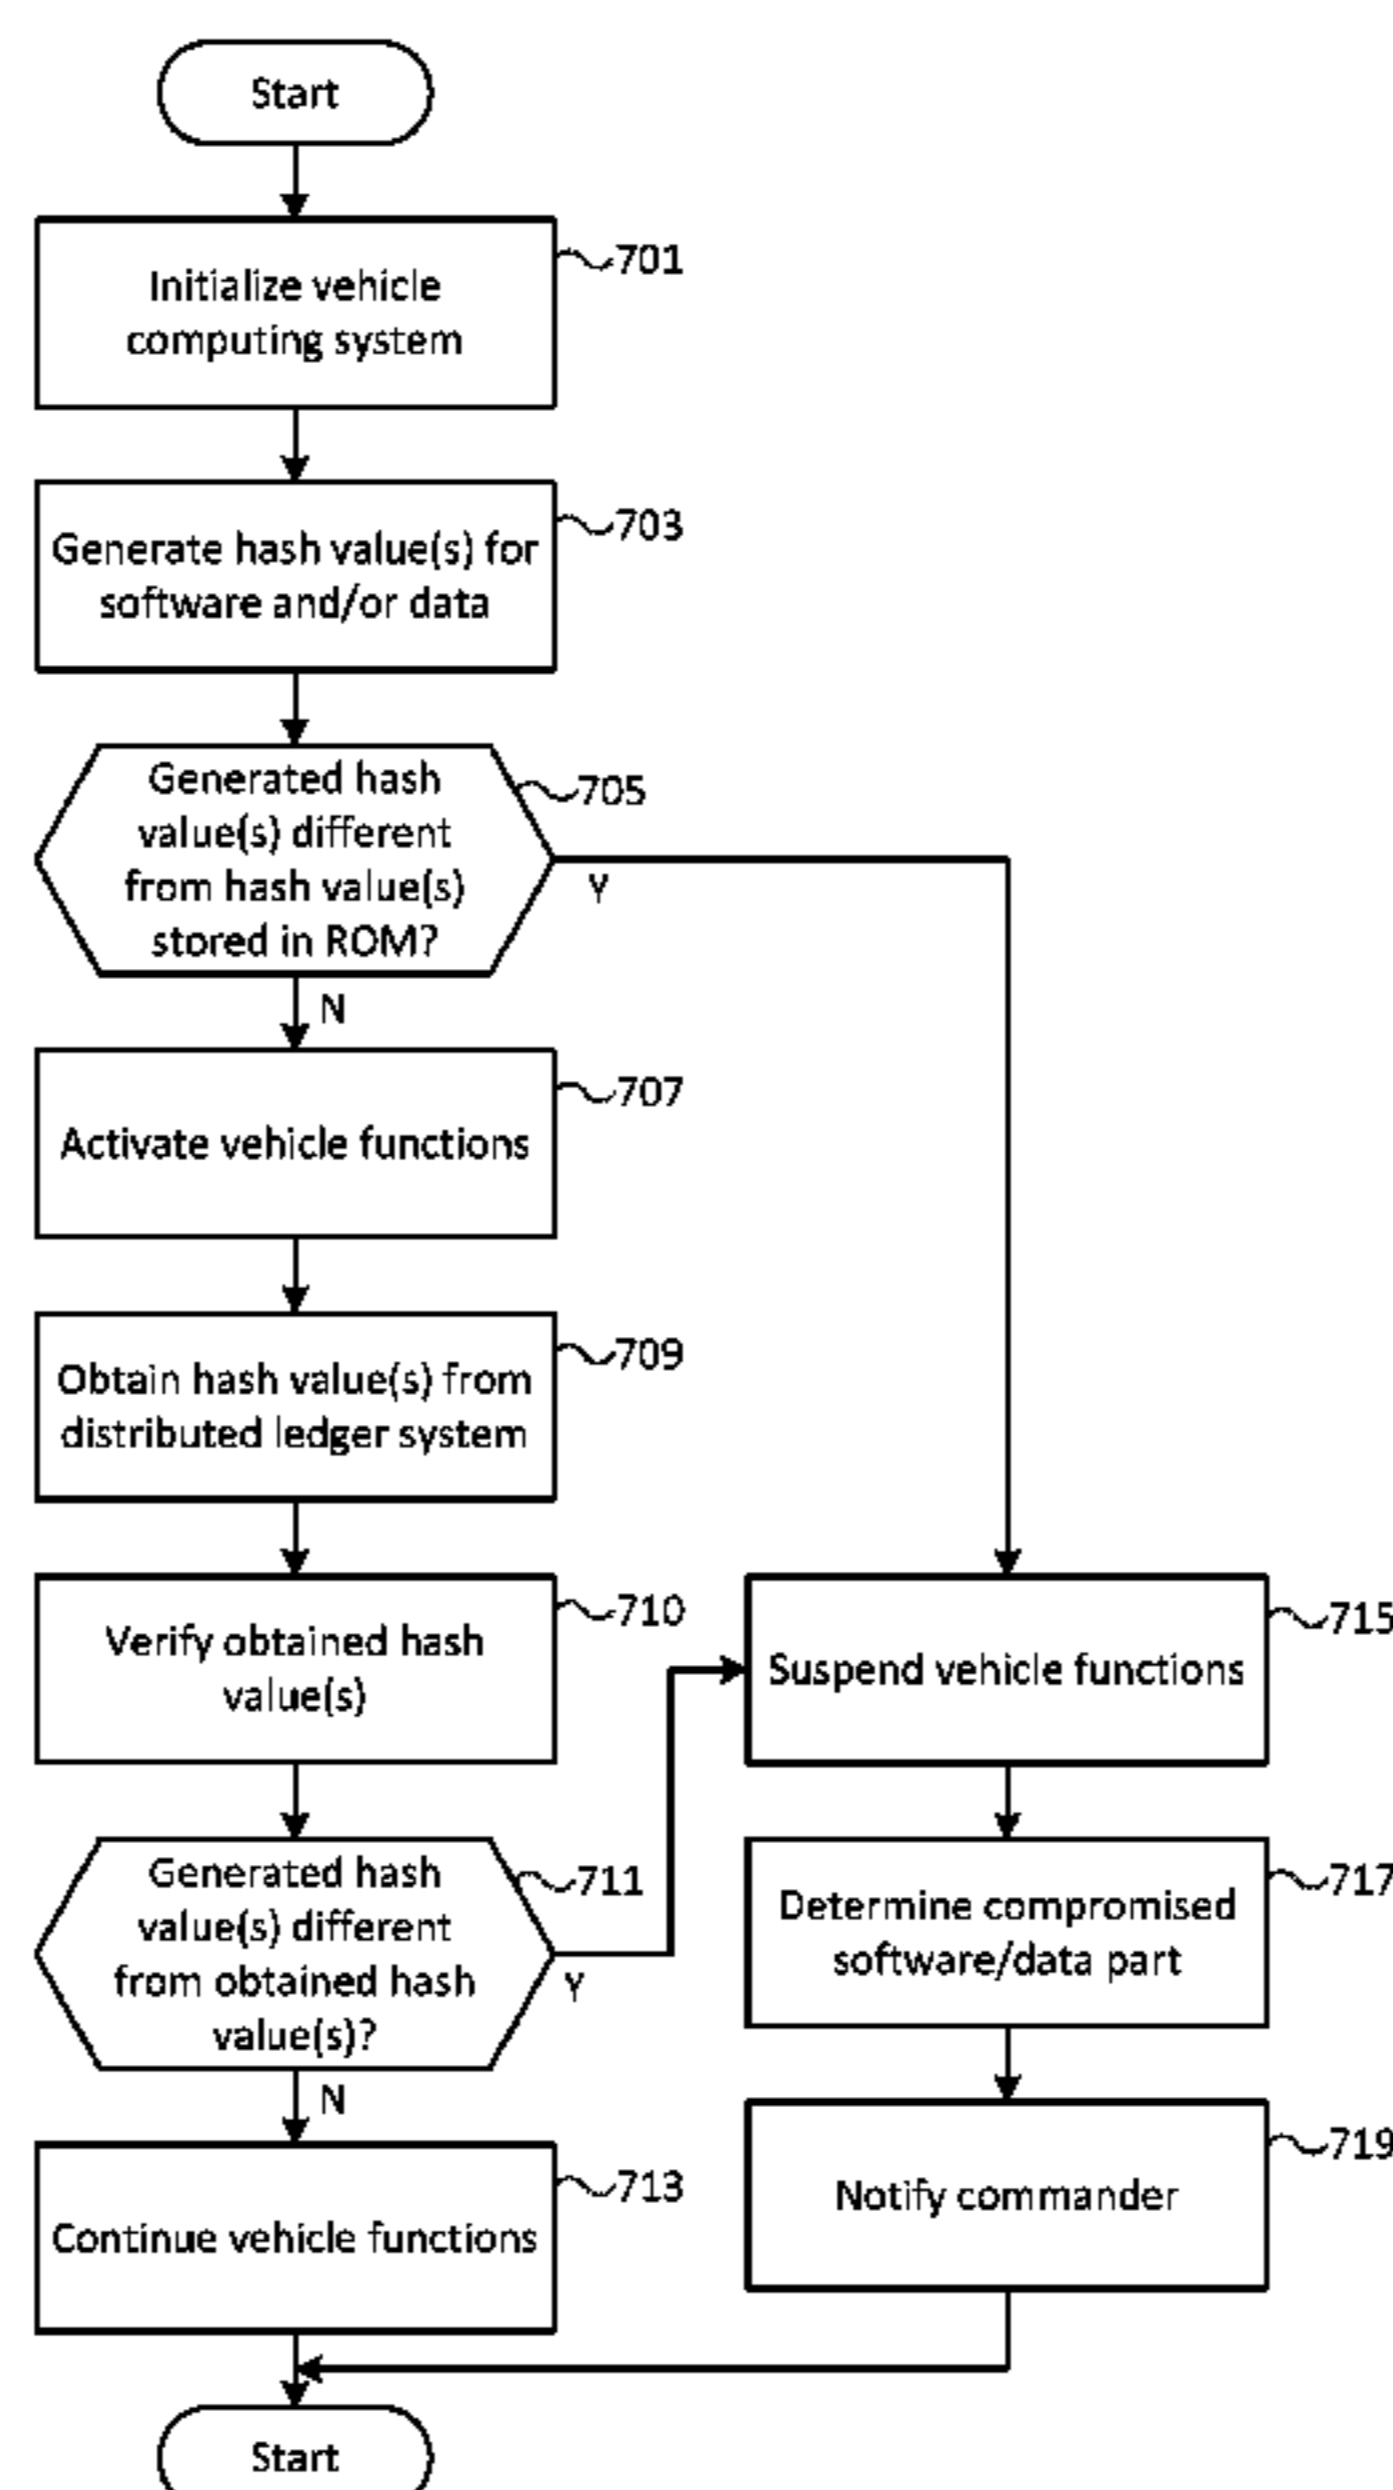 Start
Initialize vehicle
computing system
701
Generate hash value(s) for
software and/or data
703
Generated hash
value(s) different
from hash value(s)
stored in ROM?
705
Y
N
Activate vehicle functions
707
Obtain hash value(s) from
distributed ledger system
709
Verify obtained hash
value(s)
710
Suspend vehicle functions
715
Generated hash
value(s) different
from obtained hash
value(s)?
711
Y
N
Determine compromised
software/data part
717
Continue vehicle functions
713
Notify commander
719
Start